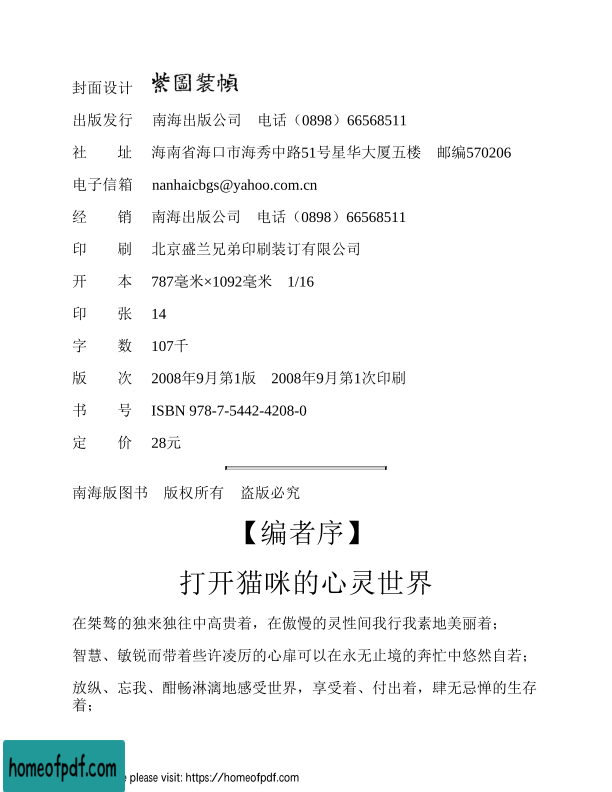 封面设计 紫圖装幀
出版发行 南海出版公司 电话（0898）66568511
社 址 海南省海口市海秀中路51号星华大厦五楼 邮编570206
电子信箱 nanhaicbgs@yahoo.com.cn
经 销 南海出版公司 电话（0898）66568511
印 刷 北京盛兰兄弟印刷装订有限公司
开 本 787毫米×1092毫米 1/16
印 张 14
字 数 107千
版 次 2008年9月第1版 2008年9月第1次印刷
书 号 ISBN 978-7-5442-4208-0
定 价 28元
南海版图书 版权所有 盗版必究
【编者序】
打开猫咪的心灵世界
在桀骜的独来独往中高贵着，在傲慢的灵性间我行我素地美丽着；
智慧、敏锐而带着些许凌厉的心扉可以在永无止境的奔忙中悠然自若；
放纵、忘我、酣畅淋漓地感受世界，享受着、付出着，肆无忌惮的生存
着；
homeofpdf.com
e please visit: https://homeofpdf.com